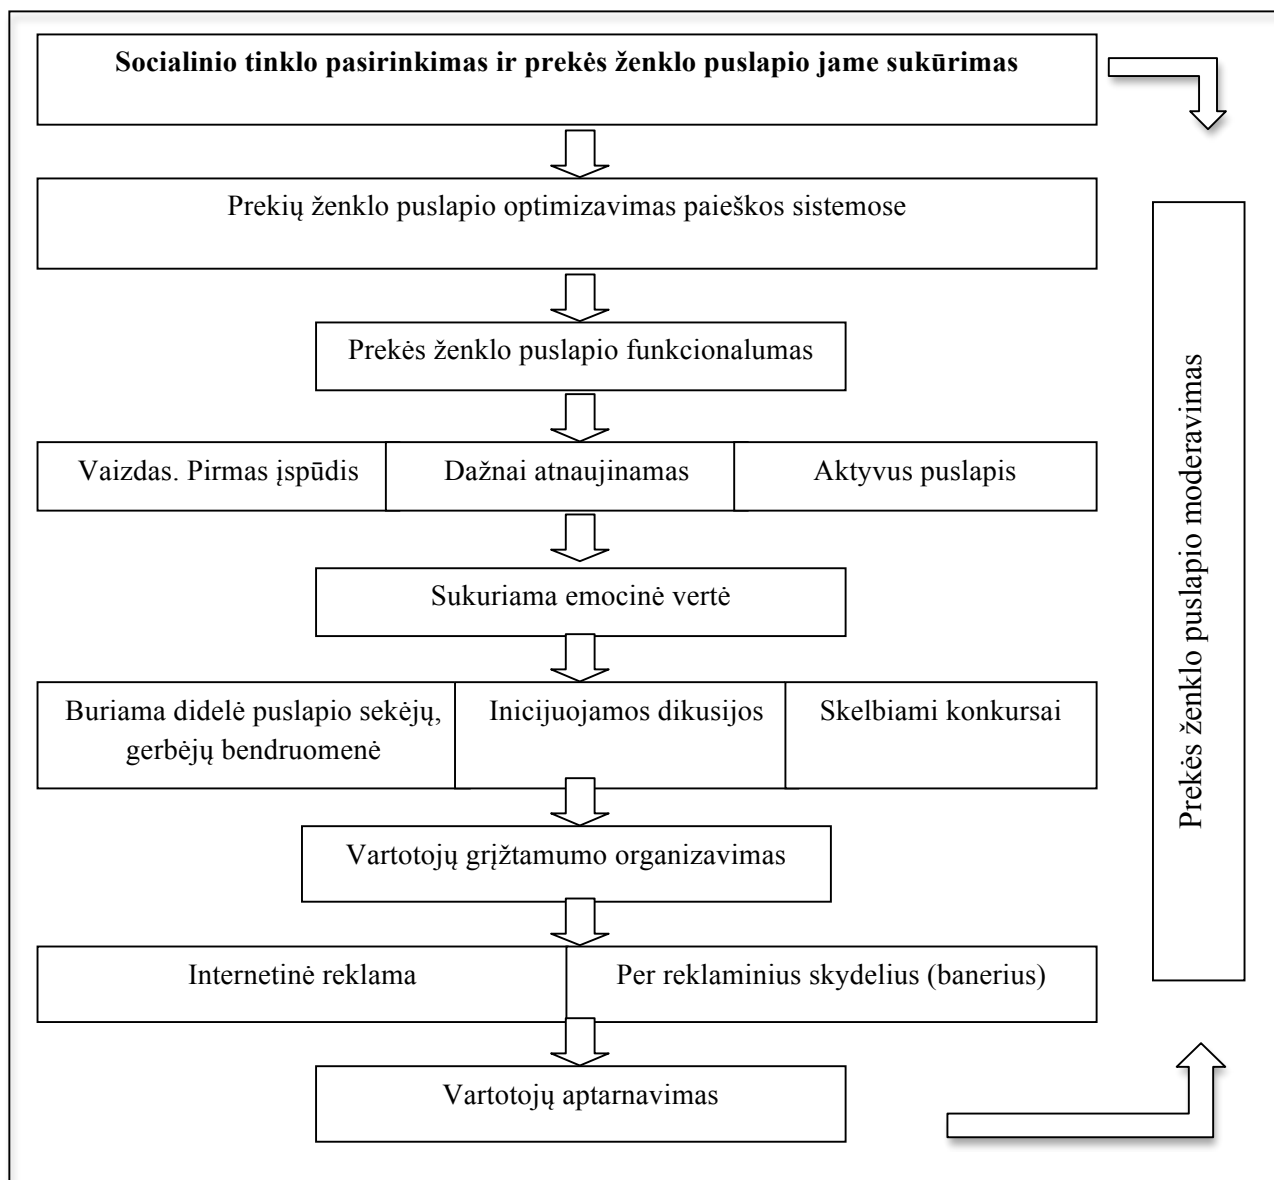 Socialinio tinklo pasirinkimas ir prekės ženklo puslapio jame sukūrimas
Prekių ženklo puslapio optimizavimas paieškos sistemose
Prekės ženklo puslapio funkcionalumas
Vaizdas. Pirmas įspūdis
Dažnai atnaujinamas
Aktyvus puslapis
Sukuriama emocinė vertė
Buriama didelė puslapio sekėjų,
gerbėjų bendruomenė
Inicijuojamos dikusijos
Skelbiami konkursai
Vartotojų grįžtamumo organizavimas
Internetinė reklama
Per reklaminius skydelius (banerius)
Vartotojų aptarnavimas
Prekės ženklo puslapio moderavimas